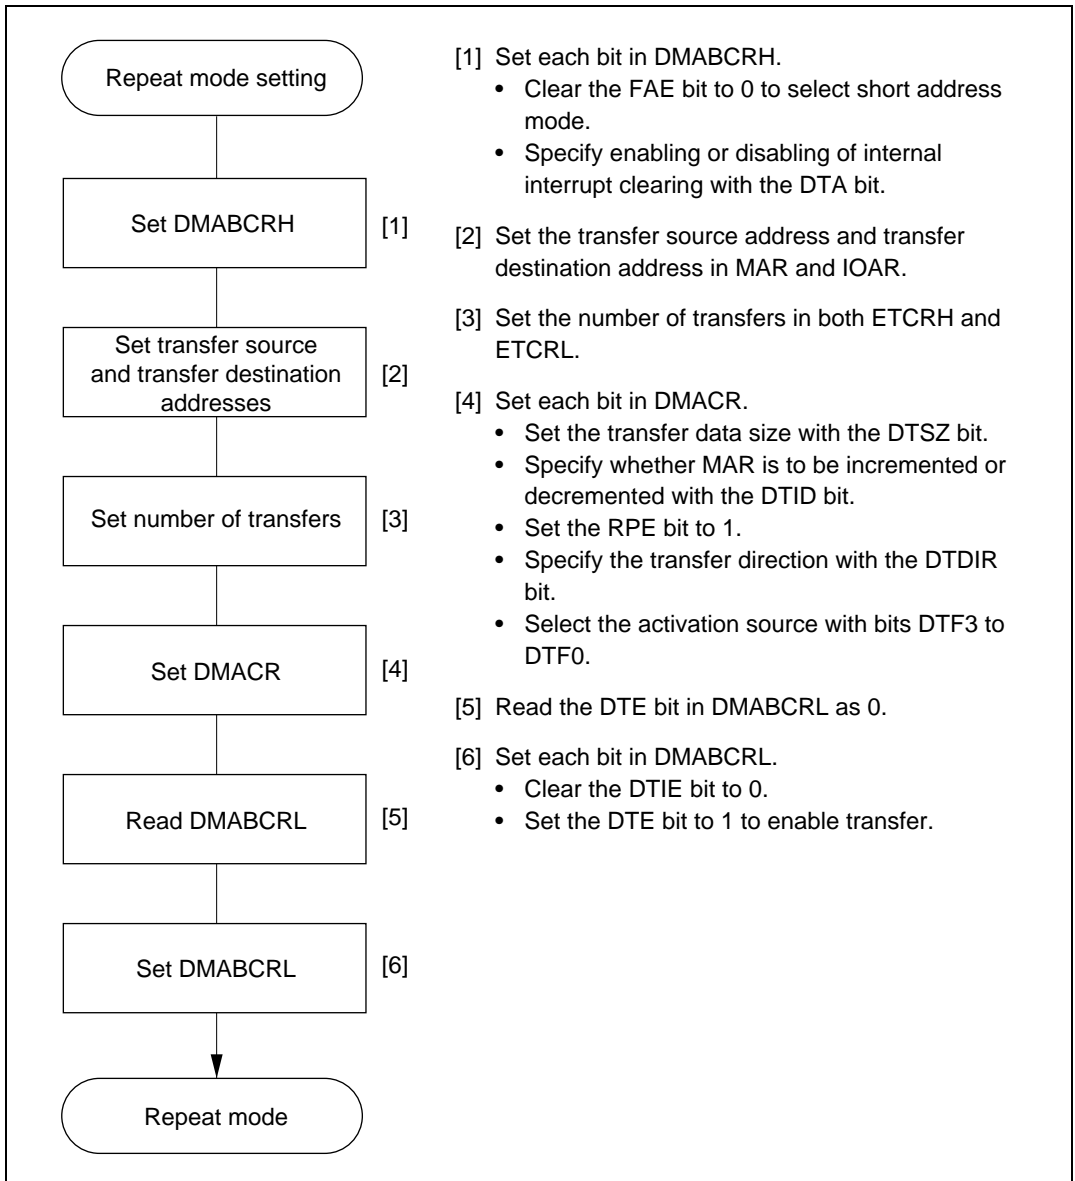 Repeat mode setting
Set DMABCRH
[1]
Set transfer source
and transfer destination
addresses
[2]
Set number of transfers
[3]
Set DMACR
[4]
Read DMABCRL
[5]
Set DMABCRL
[6]
Repeat mode
[1] Set each bit in DMABCRH.
• Clear the FAE bit to 0 to select short address
mode.
• Specify enabling or disabling of internal
interrupt clearing with the DTA bit.
[2] Set the transfer source address and transfer
destination address in MAR and IOAR.
[3] Set the number of transfers in both ETCRH and
ETCRL.
[4] Set each bit in DMACR.
• Set the transfer data size with the DTSZ bit.
• Specify whether MAR is to be incremented or
decremented with the DTID bit.
• Set the RPE bit to 1.
• Specify the transfer direction with the DTDIR
bit.
• Select the activation source with bits DTF3 to
DTF0.
[5] Read the DTE bit in DMABCRL as 0.
[6] Set each bit in DMABCRL.
• Clear the DTIE bit to 0.
• Set the DTE bit to 1 to enable transfer.